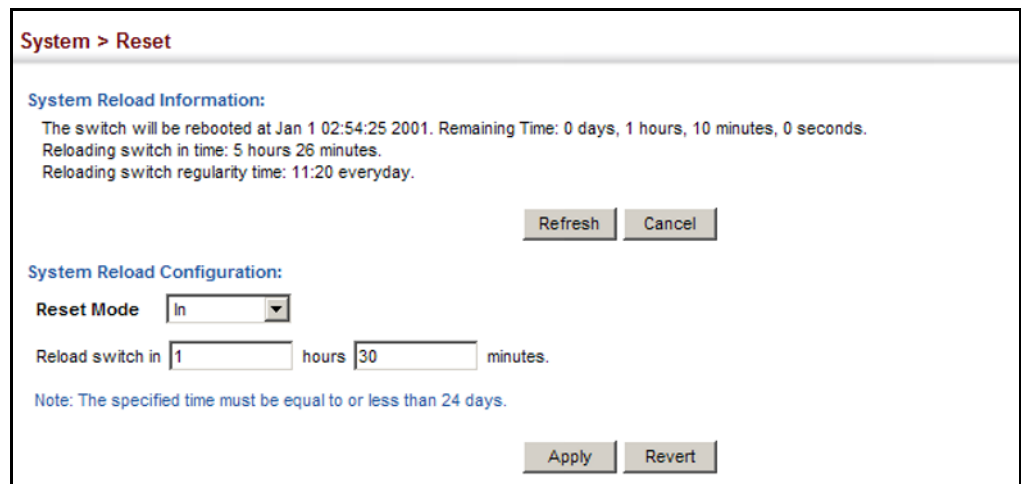 System > Reset
System Reload Information:
The switch will be rebooted at Jan 1 02:54:25 2001. Remaining Time: 0 days, 1 hours, 10 minutes, 0 seconds.
Reloading switch in time: 5 hours 26 minutes.
Reloading switch regularity time: 11:20 everyday.
Refresh Cancel
System Reload Configuration:
Reset Mode In
Reload switch in 1 hours 30 minutes.
Note: The specified time must be equal to or less than 24 days.
Apply Revert